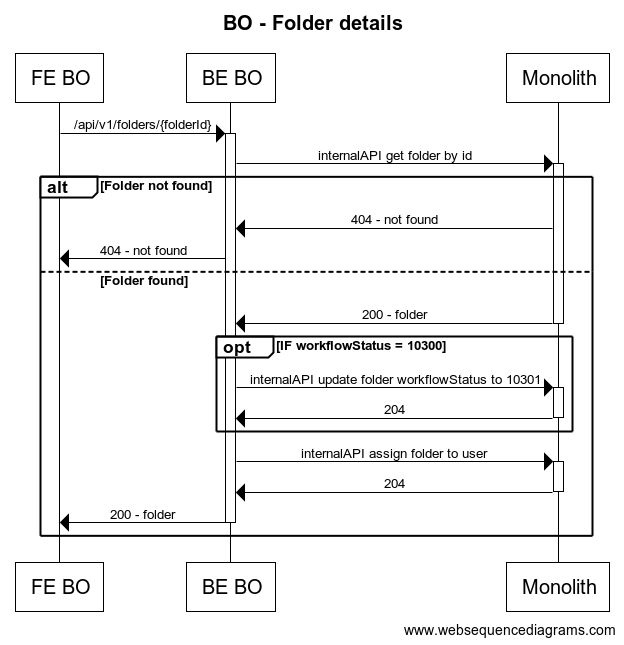 BO - Folder details
FE BO
BE BO
Monolith
/api/v1/folders/{folderId}
internalAPI get folder by id
alt
[Folder not found]
404 - not found
404 - not found
[Folder found]
200 - folder
opt
[IF workflowStatus = 10300]
internalAPI update folder workflowStatus to 10301
204
internalAPI assign folder to user
204
200 - folder
FE BO
BE BO
Monolith
www.websequencediagrams.com